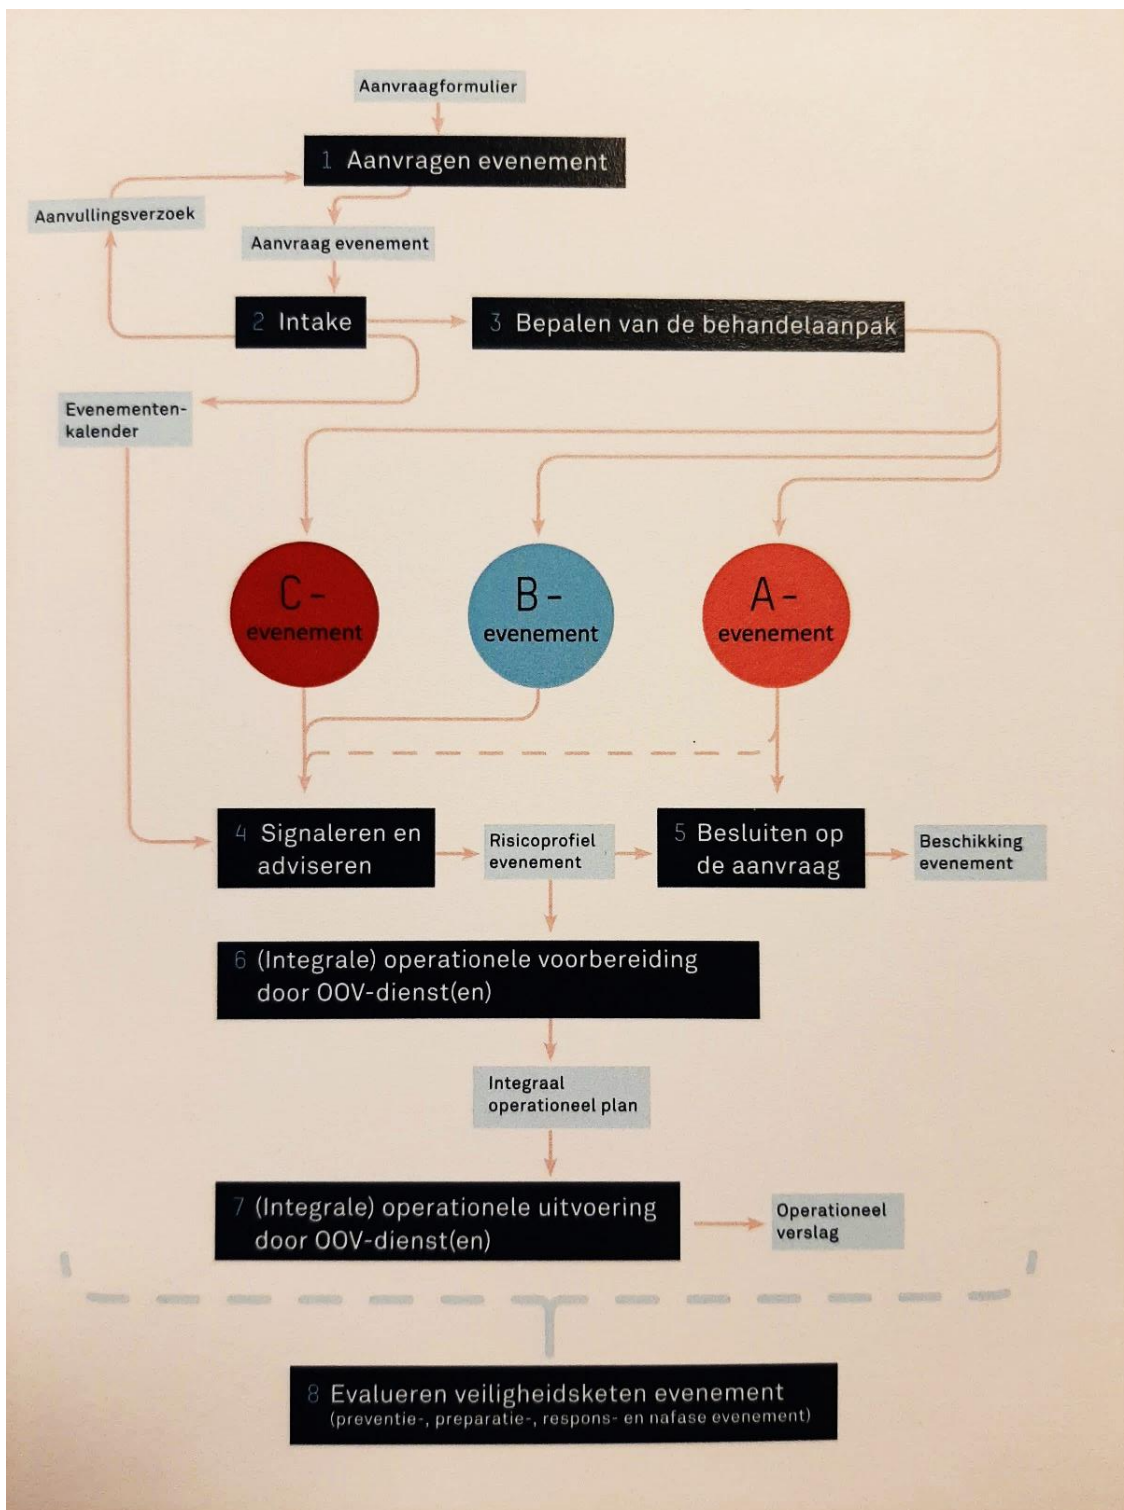 Aanvraagformulier
1 Aanvragen evenement
Aanvullingsverzoek
Aanvraag evenement
2 Intake
3 Bepalen van de behandelaanpak
Evenementen-
kalender
C-
evenement
B-
evenement
A-
evenement
4 Signaleren en
adviseren
Risicoprofiel
evenement
5 Besluiten op
de aanvraag
Beschikking
evenement
6 (Integrale) operationele voorbereiding
door OOV-dienst(en)
Integraal
operationeel plan
7 (Integrale) operationele uitvoering
door OOV-dienst(en)
Operationeel
verslag
8 Evalueren veiligheidsketen evenement
(preventie-, preparatie-, respons- en nafase evenement)